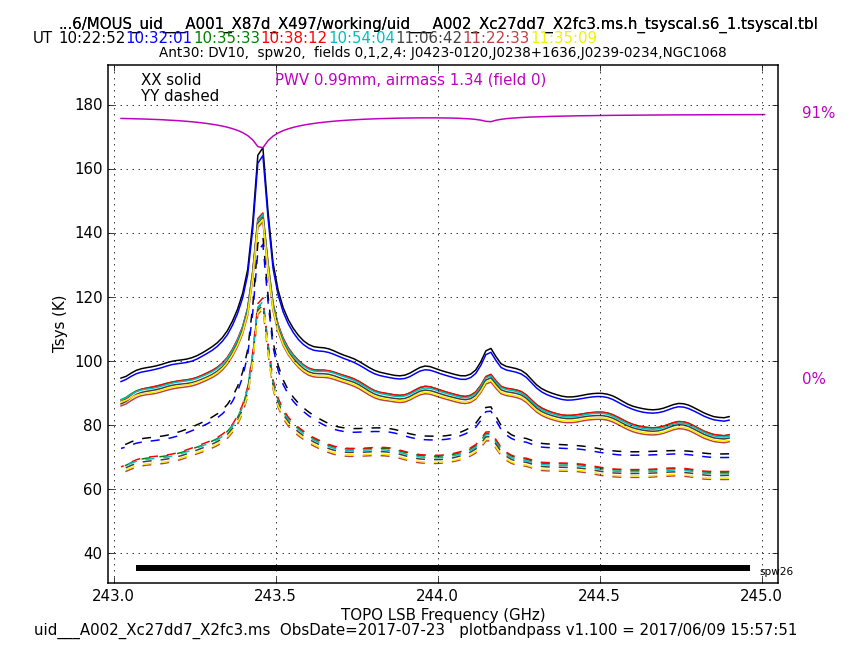 ...6/MOUS_uid___A001_X87d_X497/working/uid___A002_Xc27dd7_X2fc3.ms.h_tsyscal.s6_1.tsyscal.tbl
UT 10:22:52 10:32:01 10:35:33 10:38:12 10:54:04 11:06:42 11:22:33 11:35:09
Ant30: DV10,  spw20,  fields 0,1,2,4: J0423-0120,J0238+1636,J0239-0234,NGC1068
XX solid
PWV 0.99mm, airmass 1.34 (field 0)
YY dashed
91%
0%
180
160
140
120
100
80
60
40
Tsys (K)
spw26
243.0 243.5 244.0 244.5 245.0
TOPO LSB Frequency (GHz)
uid___A002_Xc27dd7_X2fc3.ms  ObsDate=2017-07-23   plotbandpass v1.100 = 2017/06/09 15:57:51